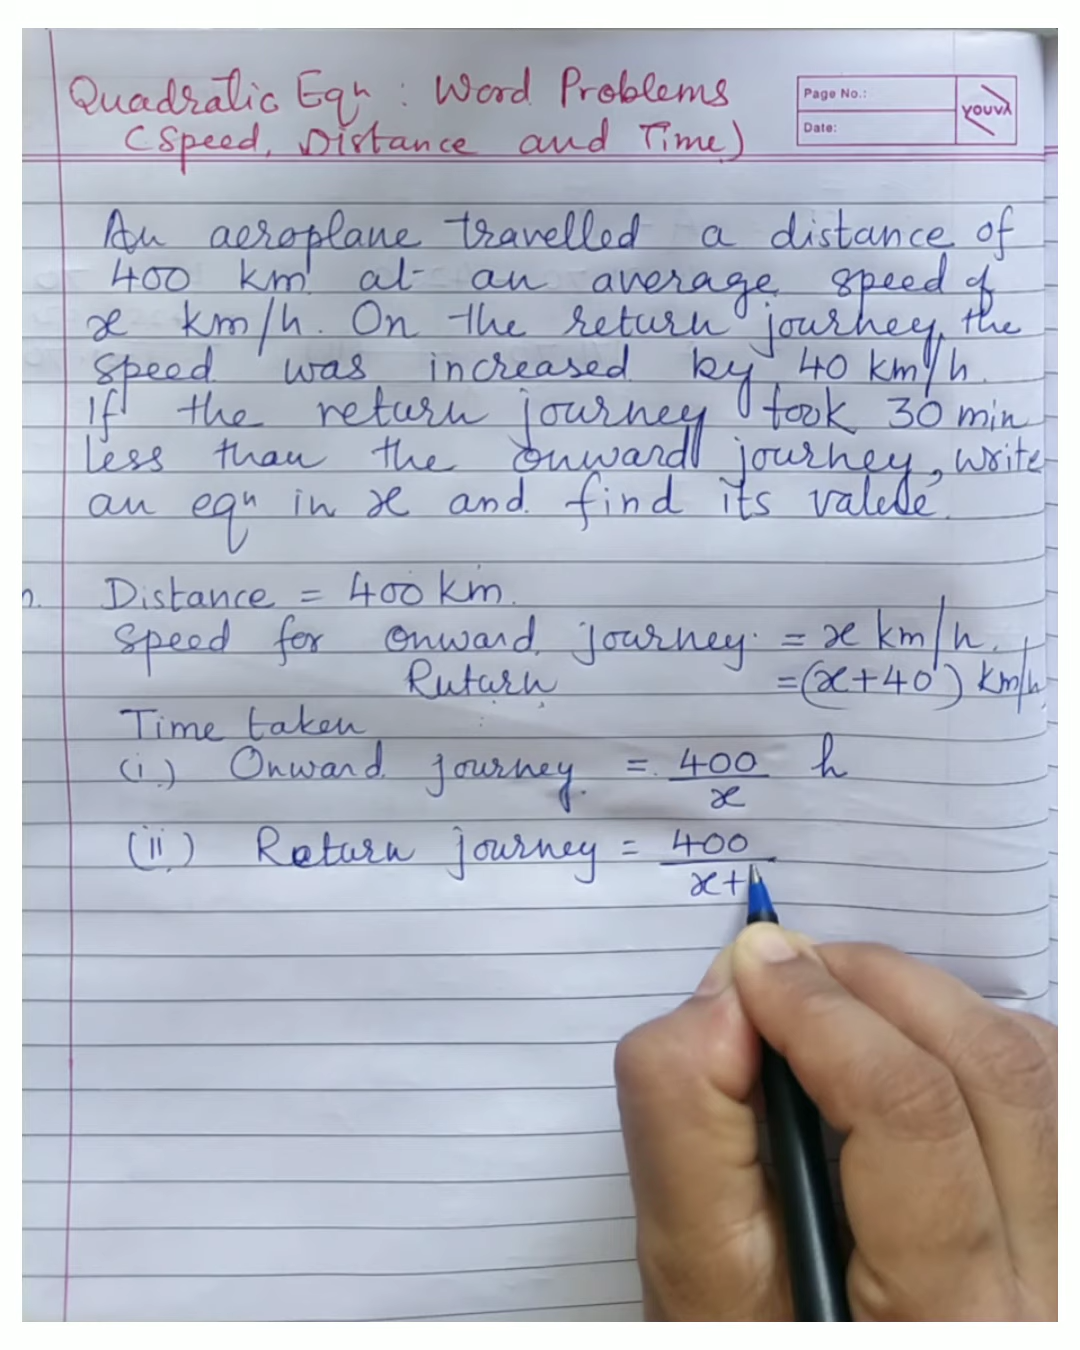 Quadratic Eqn : Word Problems
(Speed, Distance and Time)
Page No.:
Date:
YOUVA
An aeroplane travelled a distance of
400 km at an average speed of
x km/h. On the return journey, the
speed was increased by 40 km/h.
If the return journey took 30 min
less than the onward journey, write
an eqn in x and find its value.
n. Distance = 400 km.
Speed for onward journey = x km/h.
Ruturn = (x+40) km/h.
Time taken
(i) Onward journey = 400/x h
(ii) Return journey = 400/x+